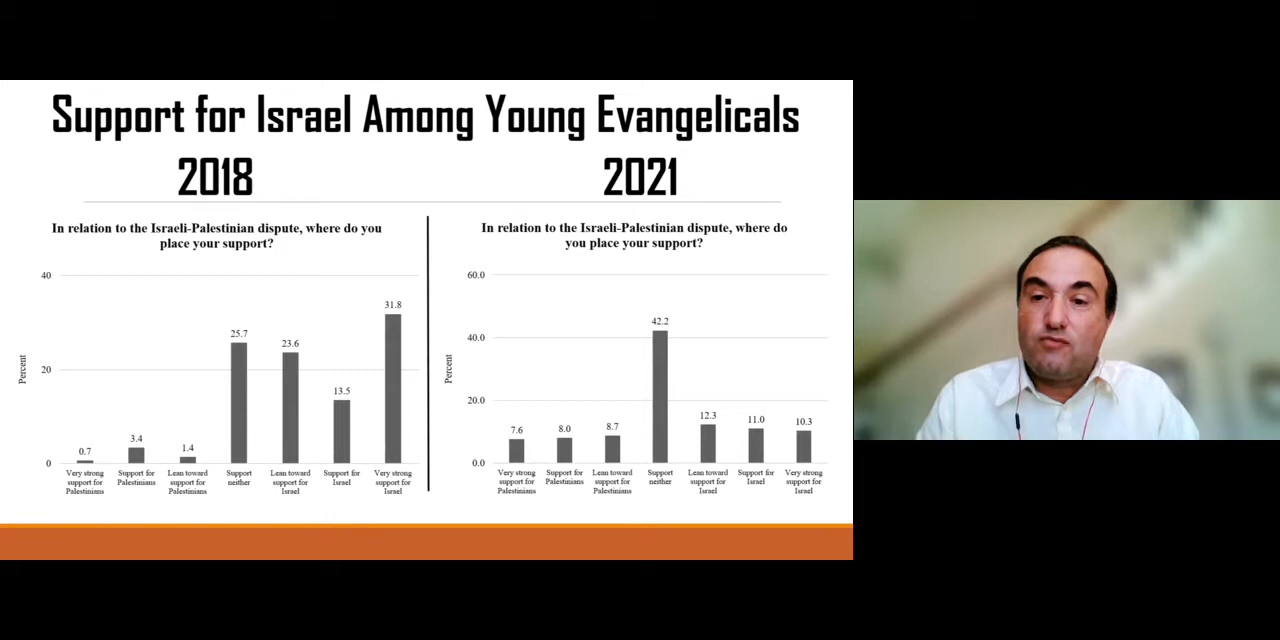 Support for Israel Among Young Evangelicals
2018
2021
In relation to the Israeli-Palestinian dispute, where do you
place your support?
40
20
0
Percent
0.7
3.4
1.4
25.7
23.6
13.5
31.8
Very strong
support for
Palestinians
Support for
Palestinians
Lean toward
support for
Palestinians
Support
neither
Lean toward
support for
Israel
Support for
Israel
Very strong
support for
Israel
In relation to the Israeli-Palestinian dispute, where do
you place your support?
60.0
40.0
20.0
0.0
Percent
7.6
8.0
8.7
42.2
12.3
11.0
10.3
Very strong
support for
Palestinians
Support for
Palestinians
Lean toward
support for
Palestinians
Support
neither
Lean toward
support for
Israel
Support for
Israel
Very strong
support for
Israel